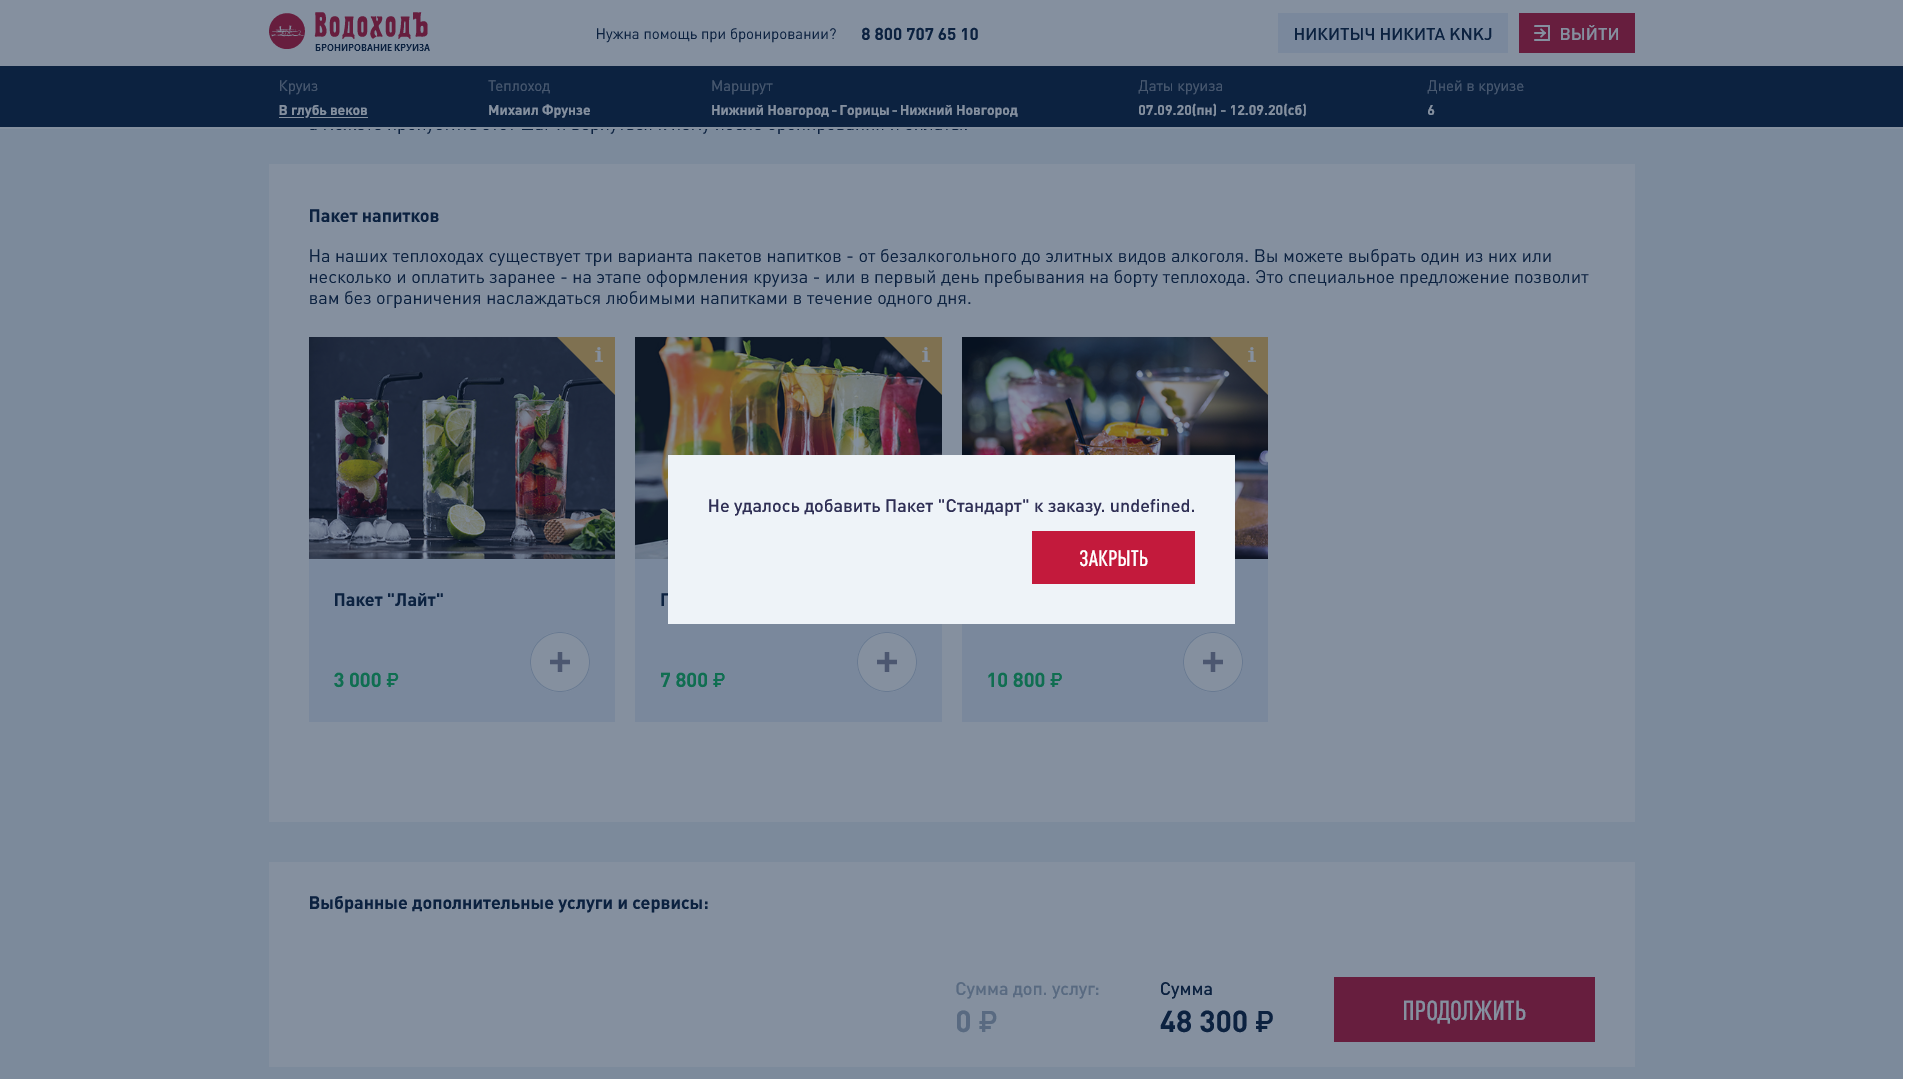 ВодоходЪ
БРОНИРОВАНИЕ КРУИЗА
Нужна помощь при бронировании? 8 800 707 65 10
НИКИТЫЧ НИКИТА KNKJ
ВЫЙТИ
Круиз
В глубь веков
Теплоход
Михаил Фрунзе
Маршрут
Нижний Новгород - Горицы - Нижний Новгород
Даты круиза
07.09.20(пн) - 12.09.20(сб)
Дней в круизе
6
Пакет напитков
На наших теплоходах существует три варианта пакетов напитков - от безалкогольного до элитных видов алкоголя. Вы можете выбрать один из них или
несколько и оплатить заранее - на этапе оформления круиза - или в первый день пребывания на борту теплохода. Это специальное предложение позволит
вам без ограничения наслаждаться любимыми напитками в течение одного дня.
i
i
i
Не удалось добавить Пакет "Стандарт" к заказу. undefined.
ЗАКРЫТЬ
Пакет "Лайт"
3 000 ₽
7 800 ₽
10 800 ₽
Выбранные дополнительные услуги и сервисы:
Сумма доп. услуг:
0 ₽
Сумма
48 300 ₽
ПРОДОЛЖИТЬ